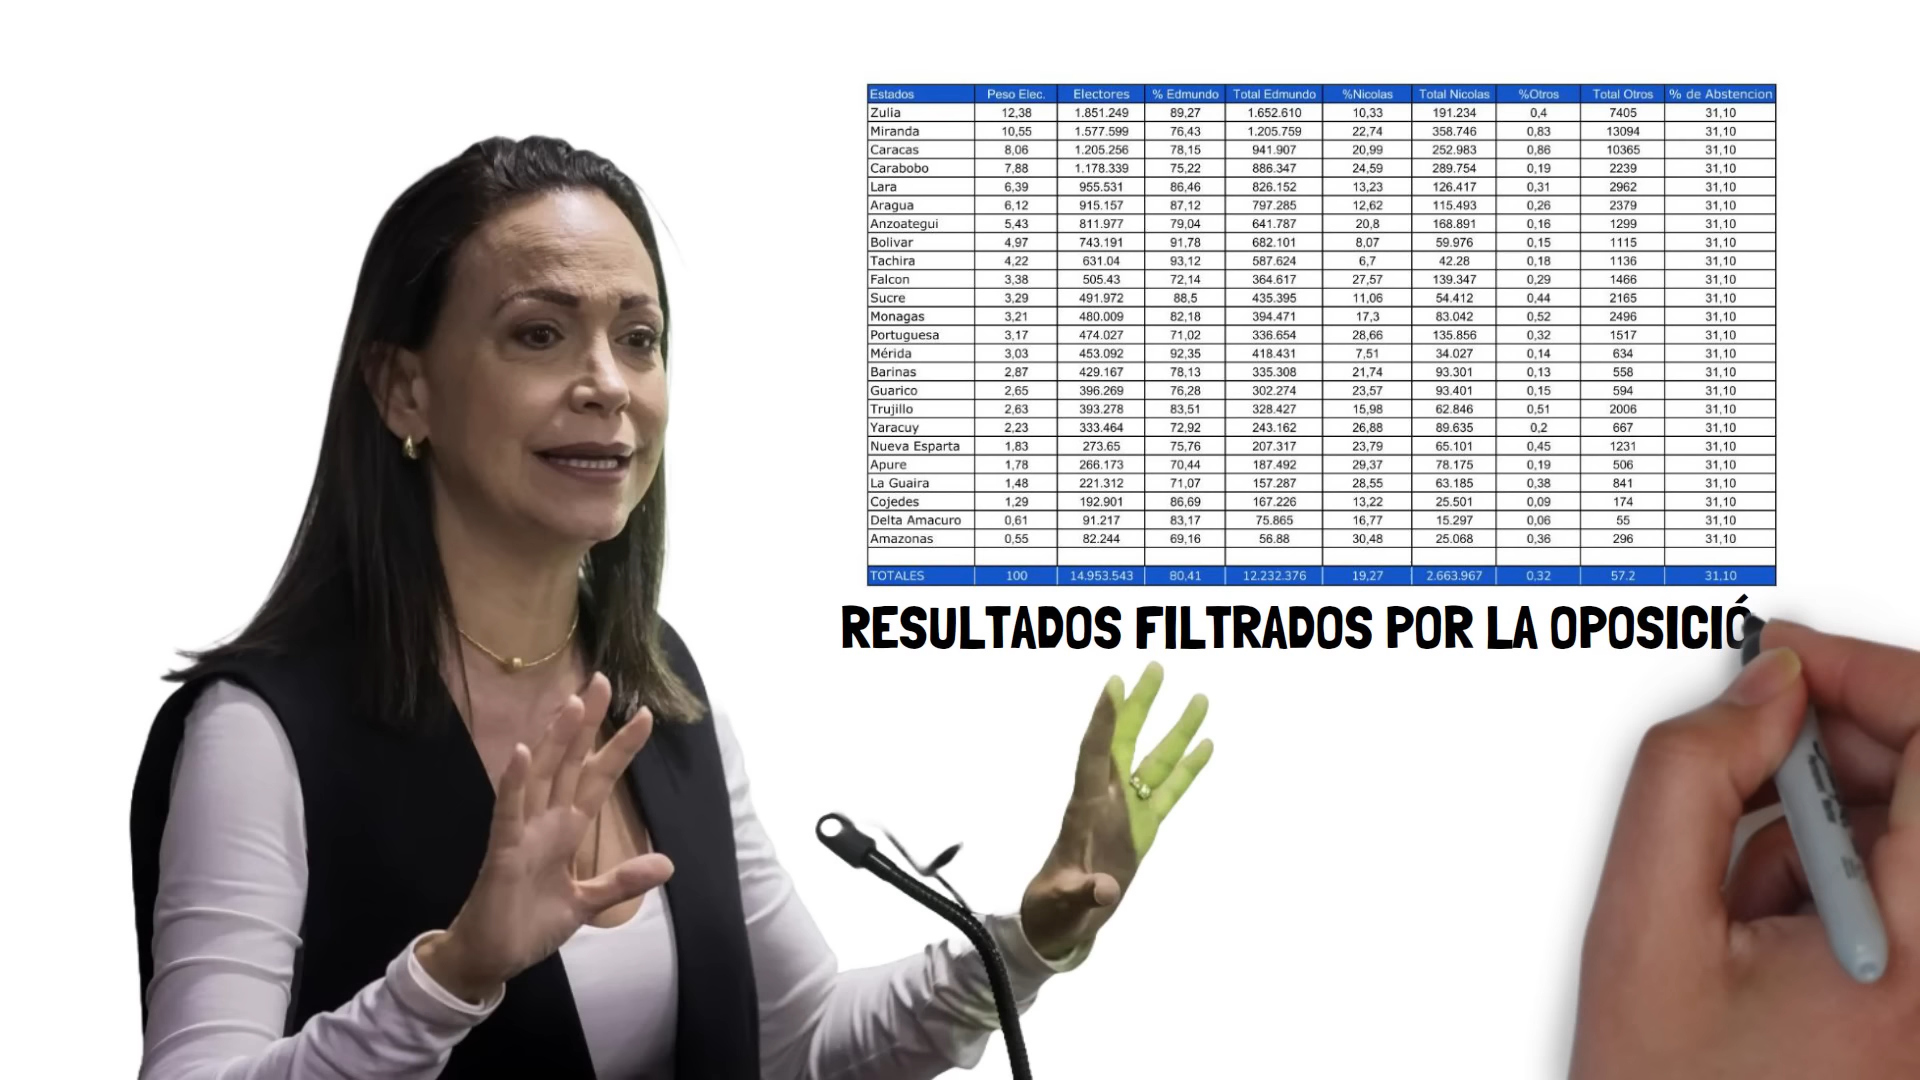 Estados Peso Elec. Electores % Edmundo Total Edmundo %Nicolas Total Nicolas %Otros Total Otros % de Abstencion
Zulia 12,38 1.851.249 89,27 1.652.610 10,33 191.234 0,4 7405 31,10
Miranda 10,55 1.577.599 76,43 1.205.759 22,74 358.746 0,83 13094 31,10
Caracas 8,06 1.205.256 78,15 941.907 20,99 252.983 0,86 10365 31,10
Carabobo 7,88 1.178.339 75,22 886.347 24,59 289.754 0,19 2239 31,10
Lara 6,39 955.531 86,46 826.152 13,23 126.417 0,31 2962 31,10
Aragua 6,12 915.157 87,12 797.285 12,62 115.493 0,26 2379 31,10
Anzoategui 5,43 811.977 79,04 641.787 20,8 168.891 0,16 1299 31,10
Bolivar 4,97 743.191 91,78 682.101 8,07 59.976 0,15 1115 31,10
Tachira 4,22 631.04 93,12 587.624 6,7 42.28 0,18 1136 31,10
Falcon 3,38 505.43 72,14 364.617 27,57 139.347 0,29 1466 31,10
Sucre 3,29 491.972 88,5 435.395 11,06 54.412 0,44 2165 31,10
Monagas 3,21 480.009 82,18 394.471 17,3 83.042 0,52 2496 31,10
Portuguesa 3,17 474.027 71,02 336.654 28,66 135.856 0,32 1517 31,10
Mérida 3,03 453.092 92,35 418.431 7,51 34.027 0,14 634 31,10
Barinas 2,87 429.167 78,13 335.308 21,74 93.301 0,13 558 31,10
Guarico 2,65 396.269 76,28 302.274 23,57 93.401 0,15 594 31,10
Trujillo 2,63 393.278 83,51 328.427 15,98 62.846 0,51 2006 31,10
Yaracuy 2,23 333.464 72,92 243.162 26,88 89.635 0,2 667 31,10
Nueva Esparta 1,83 273.65 75,76 207.317 23,79 65.101 0,45 1231 31,10
Apure 1,78 266.173 70,44 187.492 29,37 78.175 0,19 506 31,10
La Guaira 1,48 221.312 71,07 157.287 28,55 63.185 0,38 841 31,10
Cojedes 1,29 192.901 86,69 167.226 13,22 25.501 0,09 174 31,10
Delta Amacuro 0,61 91.217 83,17 75.865 16,77 15.297 0,06 55 31,10
Amazonas 0,55 82.244 69,16 56.88 30,48 25.068 0,36 296 31,10
TOTALES 100 14.953.543 80,41 12.232.376 19,27 2.663.967 0,32 57.2 31,10
RESULTADOS FILTRADOS POR LA OPOSICIÓ